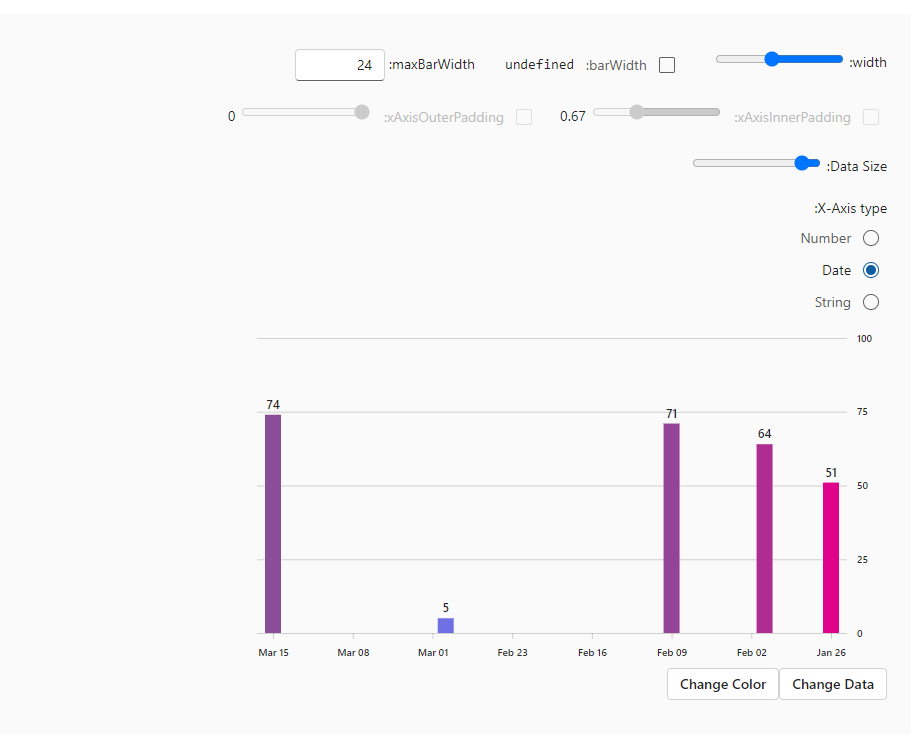 :width
undefined :barWidth
24 :maxBarWidth
:xAxisInnerPadding
0.67
:xAxisOuterPadding
0
:Data Size
:X-Axis type
Number
Date
String
100
75
50
25
0
74
5
71
64
51
Mar 15 Mar 08 Mar 01 Feb 23 Feb 16 Feb 09 Feb 02 Jan 26
Change Color Change Data